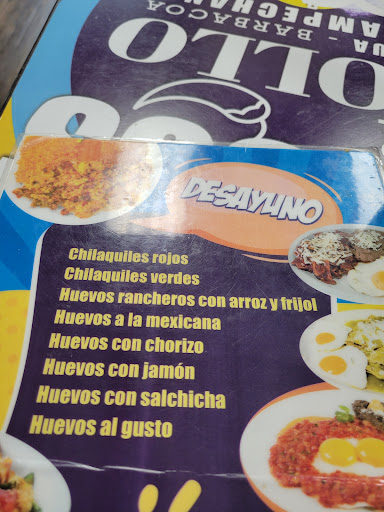 BARBACOA
DESAYUNO
Chilaquiles rojos
Chilaquiles verdes
Huevos rancheros con arroz y frijol
Huevos a la mexicana
Huevos con chorizo
Huevos con jamón
Huevos con salchicha
Huevos al gusto